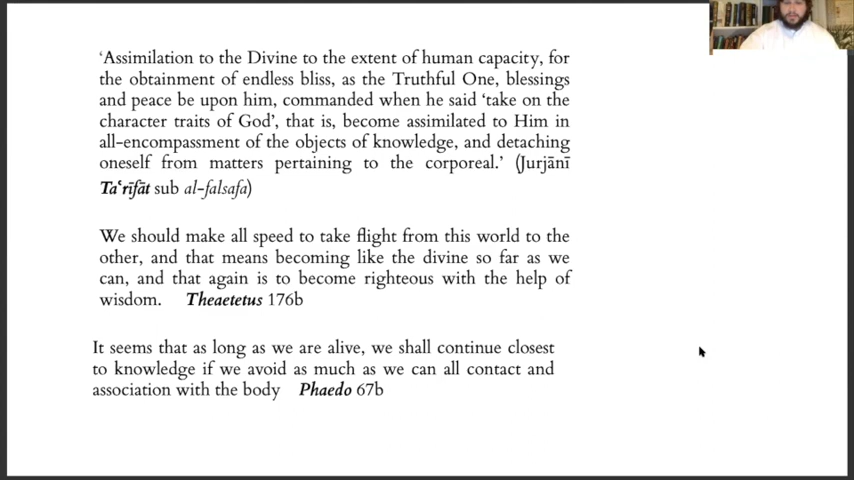 ‘Assimilation to the Divine to the extent of human capacity, for
the obtainment of endless bliss, as the Truthful One, blessings
and peace be upon him, commanded when he said ‘take on the
character traits of God’, that is, become assimilated to Him in
all-encompassment of the objects of knowledge, and detaching
oneself from matters pertaining to the corporeal.’ (Jurjānī
Taʿrīfāt sub al-falsafa)
We should make all speed to take flight from this world to the
other, and that means becoming like the divine so far as we
can, and that again is to become righteous with the help of
wisdom. Theaetetus 176b
It seems that as long as we are alive, we shall continue closest
to knowledge if we avoid as much as we can all contact and
association with the body Phaedo 67b